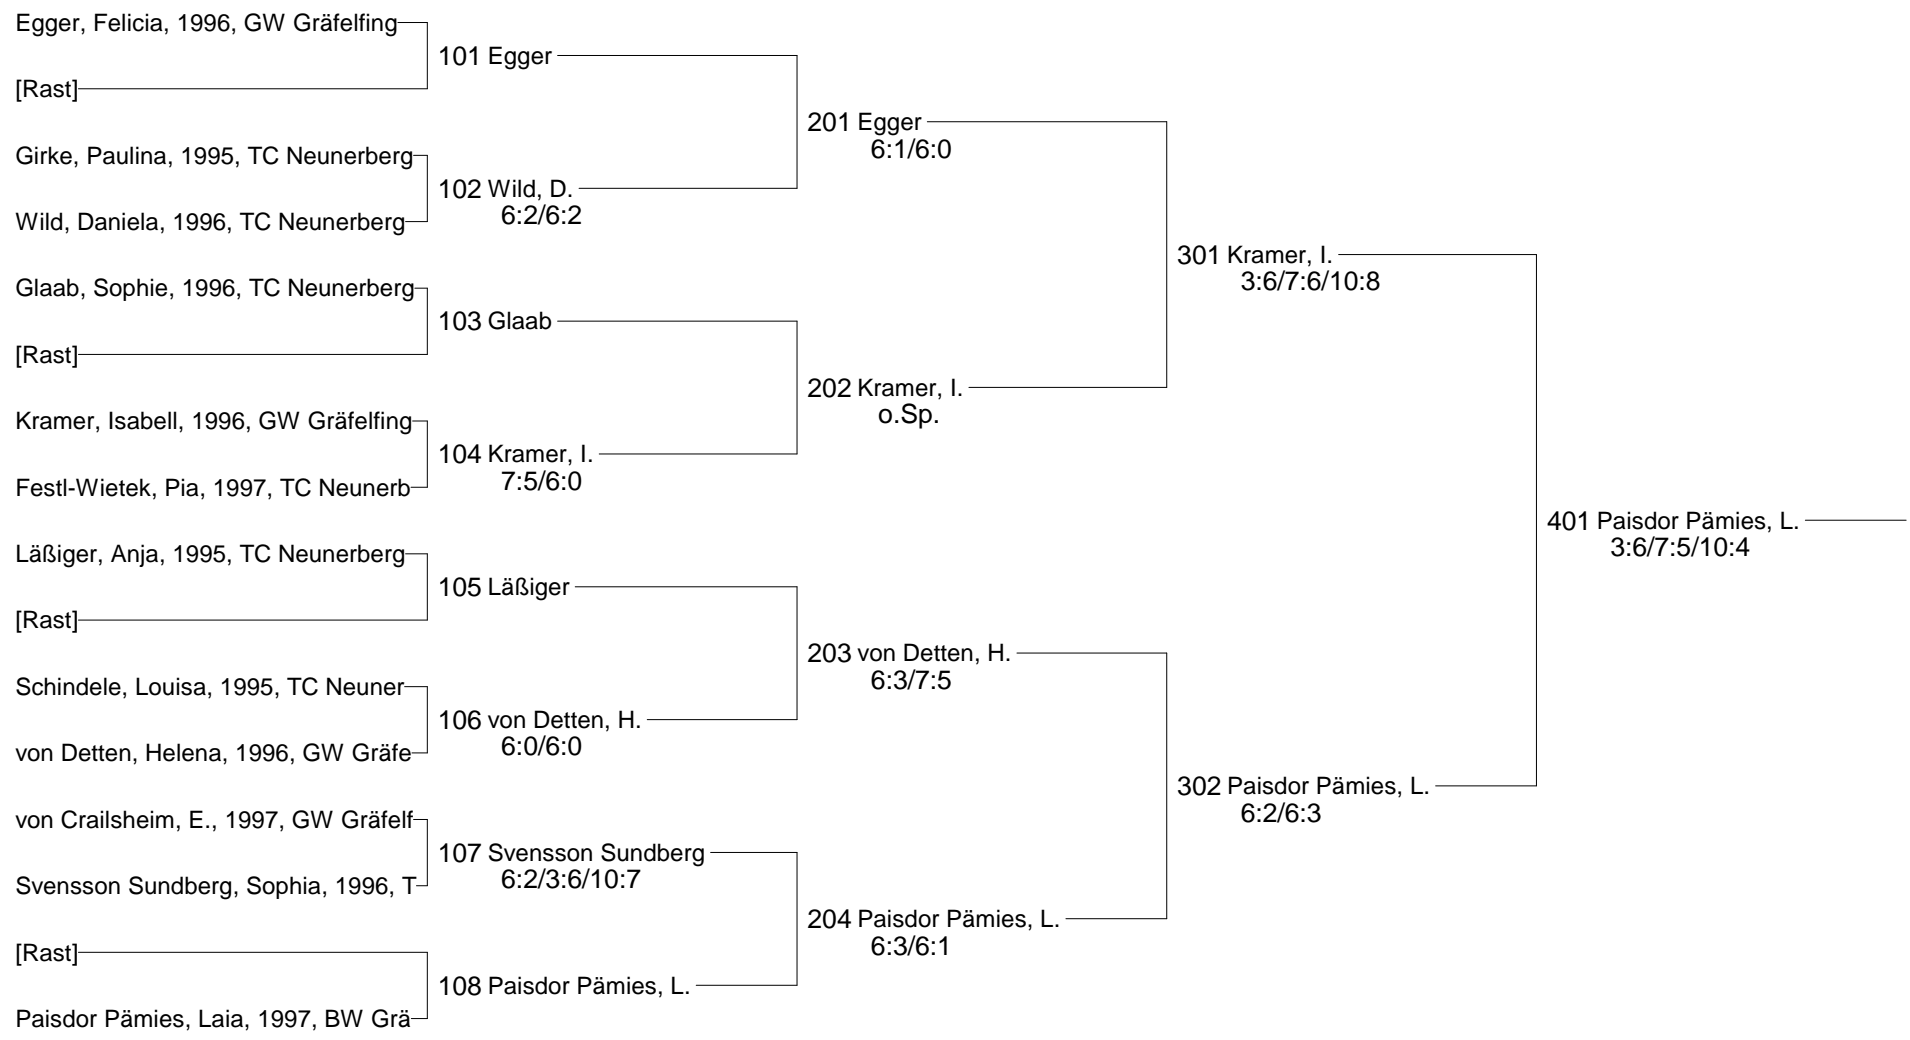 Egger, Felicia, 1996, GW Gräfelfing
[Rast]
Girke, Paulina, 1995, TC Neunerberg
Wild, Daniela, 1996, TC Neunerberg
Glaab, Sophie, 1996, TC Neunerberg
[Rast]
Kramer, Isabell, 1996, GW Gräfelfing
Festl-Wietek, Pia, 1997, TC Neunerb
Läßiger, Anja, 1995, TC Neunerberg
[Rast]
Schindele, Louisa, 1995, TC Neuner
von Detten, Helena, 1996, GW Gräfe
von Crailsheim, E., 1997, GW Gräfelf
Svensson Sundberg, Sophia, 1996, T
[Rast]
Paisdor Pämies, Laia, 1997, BW Grä
101 Egger
102 Wild, D.
6:2/6:2
103 Glaab
104 Kramer, I.
7:5/6:0
105 Läßiger
106 von Detten, H.
6:0/6:0
107 Svensson Sundberg
6:2/3:6/10:7
108 Paisdor Pämies, L.
201 Egger
6:1/6:0
202 Kramer, I.
o.Sp.
203 von Detten, H.
6:3/7:5
204 Paisdor Pämies, L.
6:3/6:1
301 Kramer, I.
3:6/7:6/10:8
302 Paisdor Pämies, L.
6:2/6:3
401 Paisdor Pämies, L.
3:6/7:5/10:4